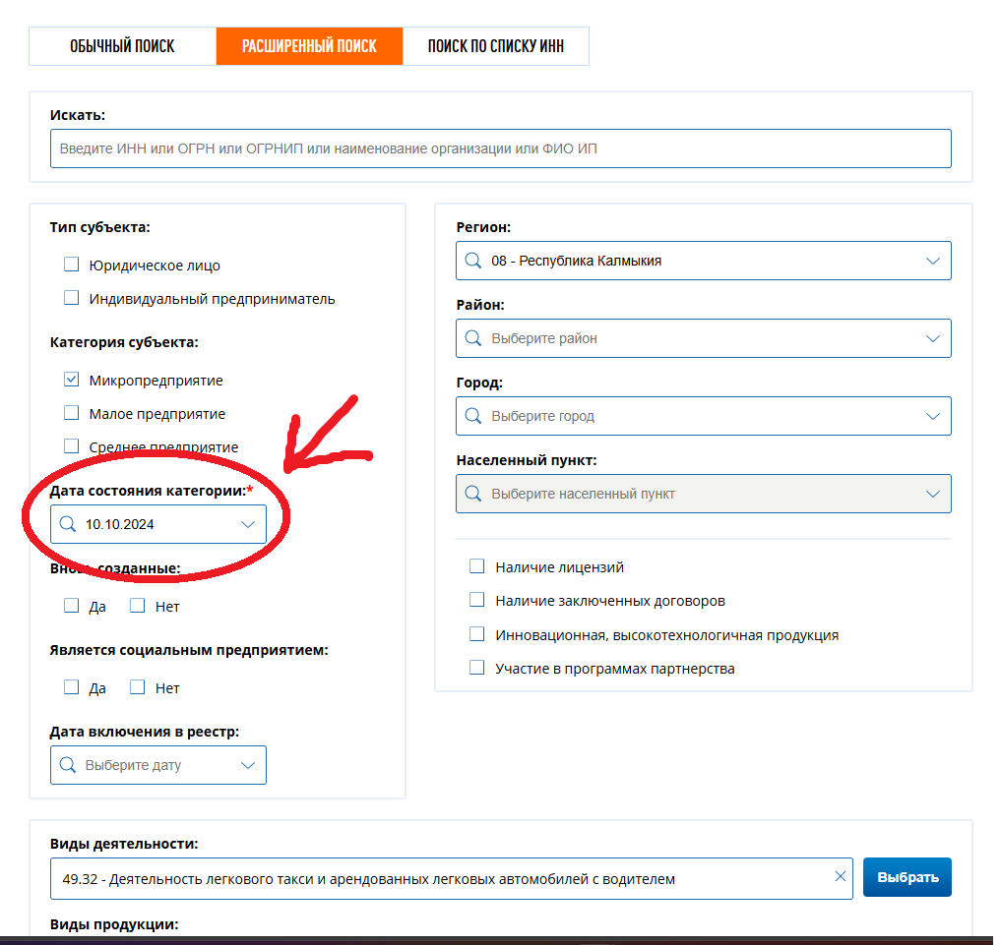 ОБЫЧНЫЙ ПОИСК
РАСШИРЕННЫЙ ПОИСК
ПОИСК ПО СПИСКУ ИНН
Искать:
Введите ИНН или ОГРН или ОГРНИП или наименование организации или ФИО ИП
Тип субъекта:
Юридическое лицо
Индивидуальный предприниматель
Категория субъекта:
Микропредприятие
Малое предприятие
Среднее предприятие
Дата состояния категории:*
10.10.2024
Вновь созданные:
Да Нет
Является социальным предприятием:
Да Нет
Дата включения в реестр:
Выберите дату
Регион:
08 - Республика Калмыкия
Район:
Выберите район
Город:
Выберите город
Населенный пункт:
Выберите населенный пункт
Наличие лицензий
Наличие заключенных договоров
Инновационная, высокотехнологичная продукция
Участие в программах партнерства
Виды деятельности:
49.32 - Деятельность легкового такси и арендованных легковых автомобилей с водителем
Выбрать
Виды продукции: